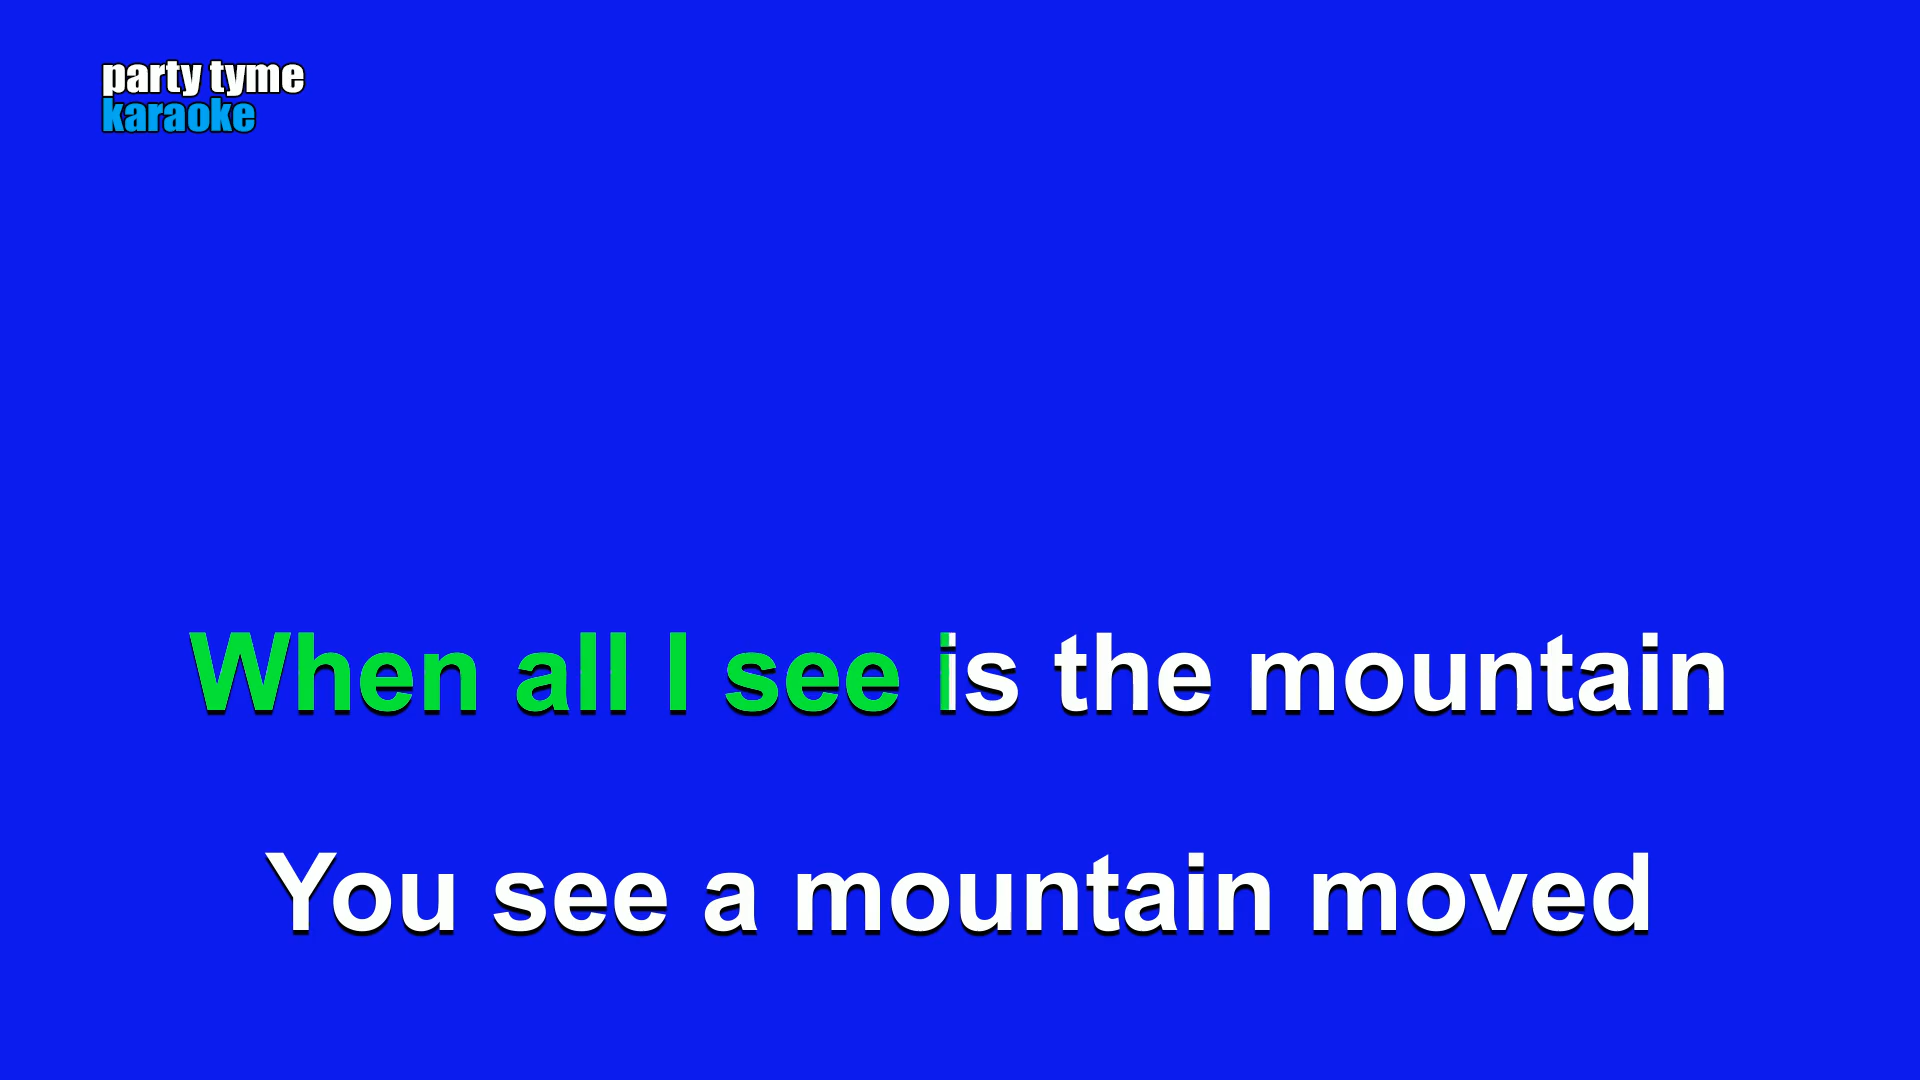 party tyme
karaoke
When all I see is the mountain
You see a mountain moved